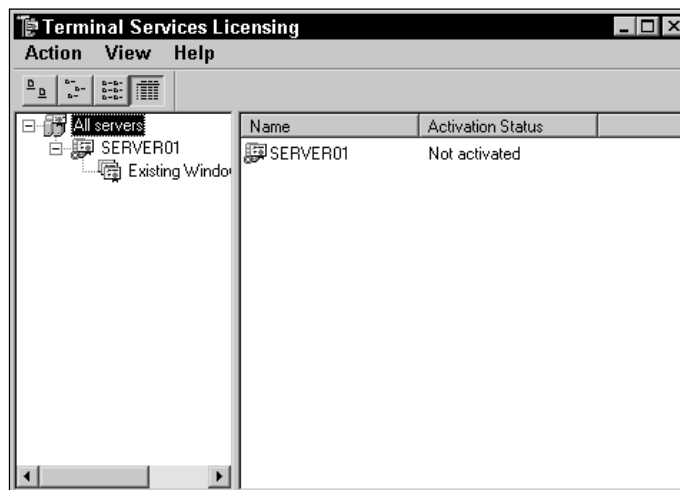 Terminal Services Licensing
Action View Help
All servers
SERVER01
Existing Windo
Name Activation Status
SERVER01 Not activated